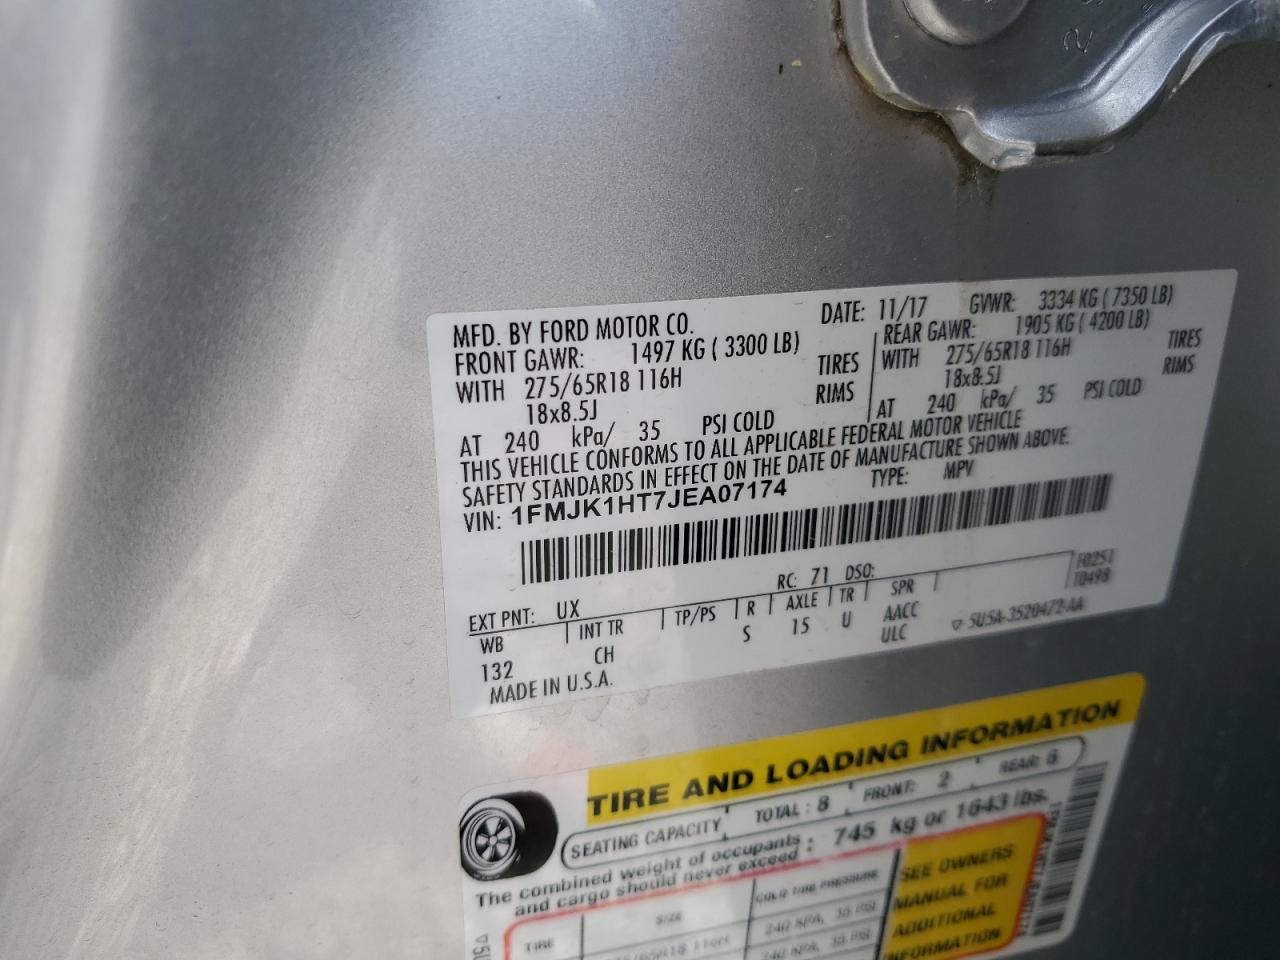 MFD. BY FORD MOTOR CO. DATE: 11/17 GVWR: 3334 KG ( 7350 LB)
FRONT GAWR: 1497 KG ( 3300 LB) REAR GAWR: 1905 KG ( 4200 LB)
WITH 275/65R18 116H TIRES WITH 275/65R18 116H TIRES
18x8.5J RIMS 18x8.5J RIMS
AT 240 kPa/ 35 PSI COLD AT 240 kPa/ 35 PSI COLD
THIS VEHICLE CONFORMS TO ALL APPLICABLE FEDERAL MOTOR VEHICLE
SAFETY STANDARDS IN EFFECT ON THE DATE OF MANUFACTURE SHOWN ABOVE.
VIN: 1FMJK1HT7JEA07174 TYPE: MPV
EXT PNT: UX RC: 71 DSO: F0251
WB INT TR TP/PS R AXLE TR SPR T0498
132 CH S 15 U AACC
ULC ▽ 5U5A-3520472-AA
MADE IN U.S.A.
TIRE AND LOADING INFORMATION
SEATING CAPACITY TOTAL : 8 FRONT: 2 REAR: 6
The combined weight of occupants and cargo should never exceed : 745 kg or 1643 lbs.
TIRE SIZE COLD TIRE PRESSURE
65R18 116H 240 KPA, 35 PSI
240 KPA, 35 PSI
SEE OWNERS
MANUAL FOR
ADDITIONAL
INFORMATION